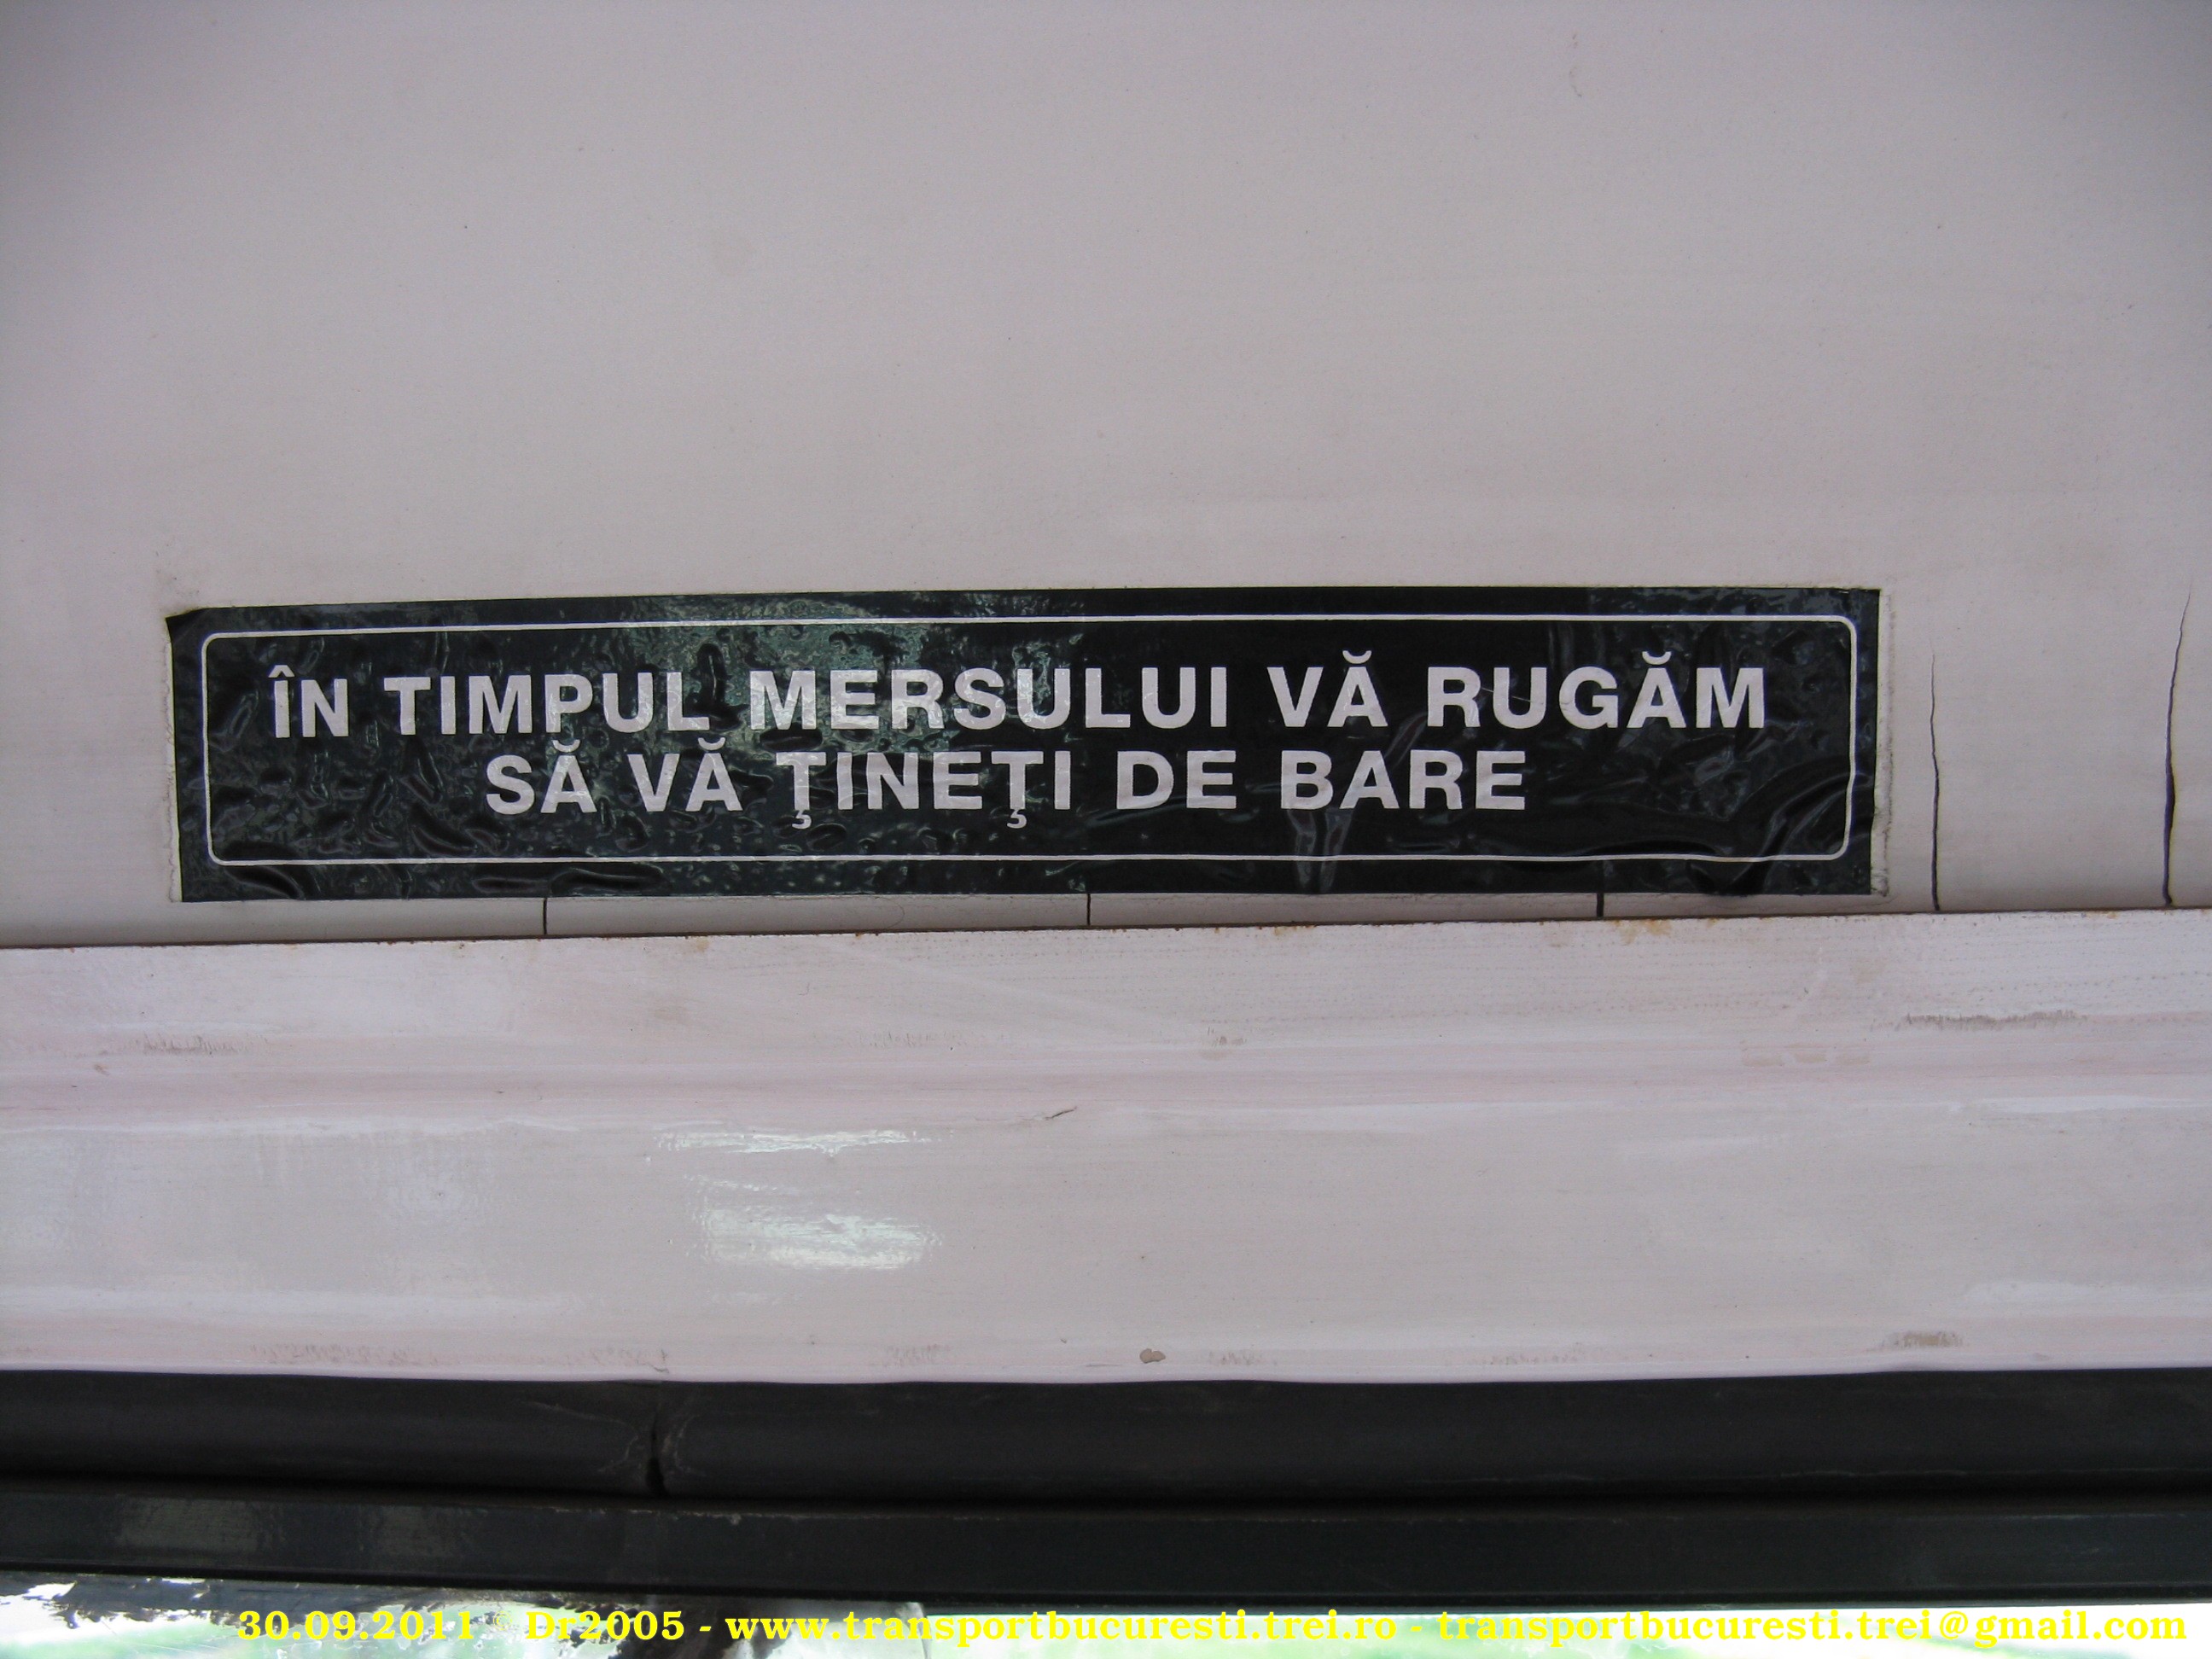 ÎN TIMPUL MERSULUI VĂ RUGĂM
SĂ VĂ ŢINEŢI DE BARE
30.09.2011 © Dr2005 - www.transportbucuresti.trei.ro - transportbucuresti.trei@gmail.com